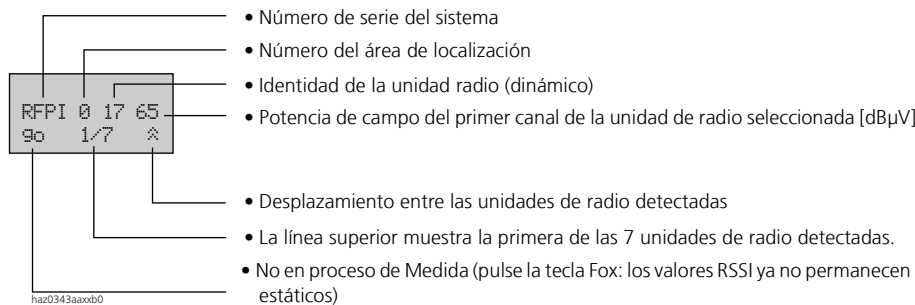 • Número de serie del sistema
• Número del área de localización
• Identidad de la unidad radio (dinámico)
RFPI 0 17 65
• Potencia de campo del primer canal de la unidad de radio seleccionada [dBµV]
go 1/7
• Desplazamiento entre las unidades de radio detectadas
• La línea superior muestra la primera de las 7 unidades de radio detectadas.
• No en proceso de Medida (pulse la tecla Fox: los valores RSSI ya no permanecen
estáticos)
haz0343aaxxb0